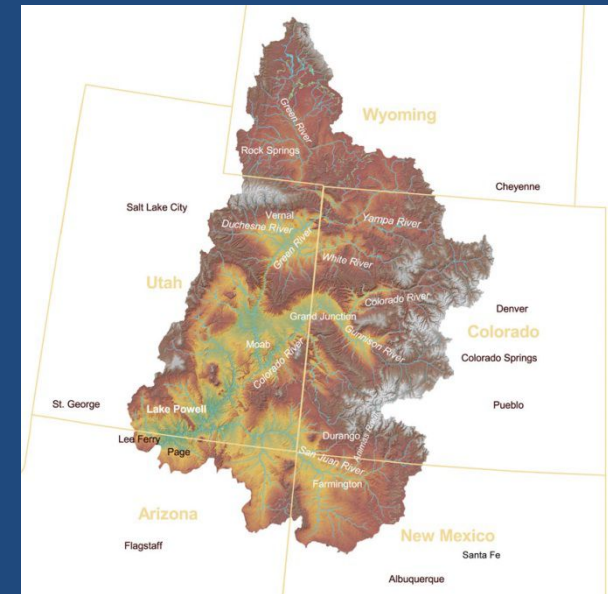 Wyoming
Green River
Rock Springs
Cheyenne
Salt Lake City
Vernal
Duchesne River
Yampa River
Green River
White River
Utah
Colorado River
Denver
Grand Junction
Colorado
Gunnison River
Moab
Colorado River
Colorado Springs
St. George
Lake Powell
Pueblo
Lee Ferry
Page
Durango
Animas R.
San Juan River
Farmington
Arizona
New Mexico
Flagstaff
Santa Fe
Albuquerque